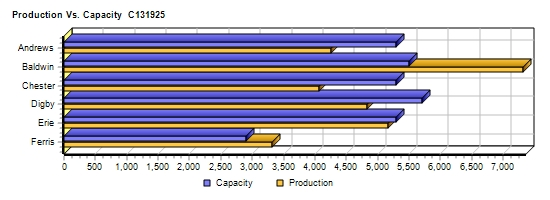 Production Vs. Capacity C131925
Andrews
Baldwin
Chester
Digby
Erie
Ferris
0 500 1,000 1,500 2,000 2,500 3,000 3,500 4,000 4,500 5,000 5,500 6,000 6,500 7,000
Capacity Production